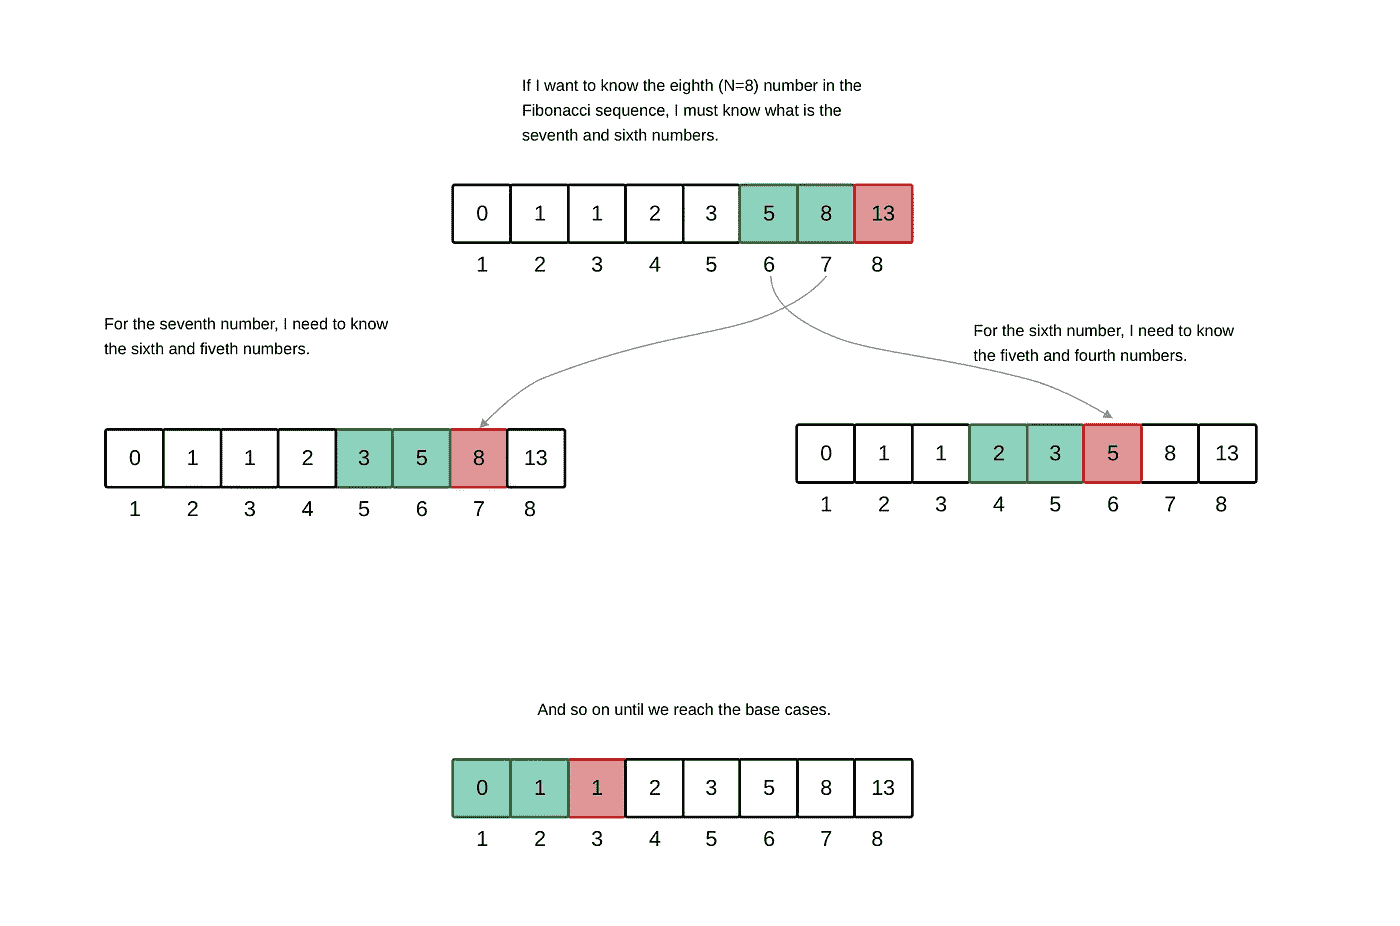 If I want to know the eighth (N=8) number in the
Fibonacci sequence, I must know what is the
seventh and sixth numbers.
0 1 1 2 3 5 8 13
1 2 3 4 5 6 7 8
For the seventh number, I need to know
the sixth and fiveth numbers.
0 1 1 2 3 5 8 13
1 2 3 4 5 6 7 8
For the sixth number, I need to know
the fiveth and fourth numbers.
0 1 1 2 3 5 8 13
1 2 3 4 5 6 7 8
And so on until we reach the base cases.
0 1 1 2 3 5 8 13
1 2 3 4 5 6 7 8